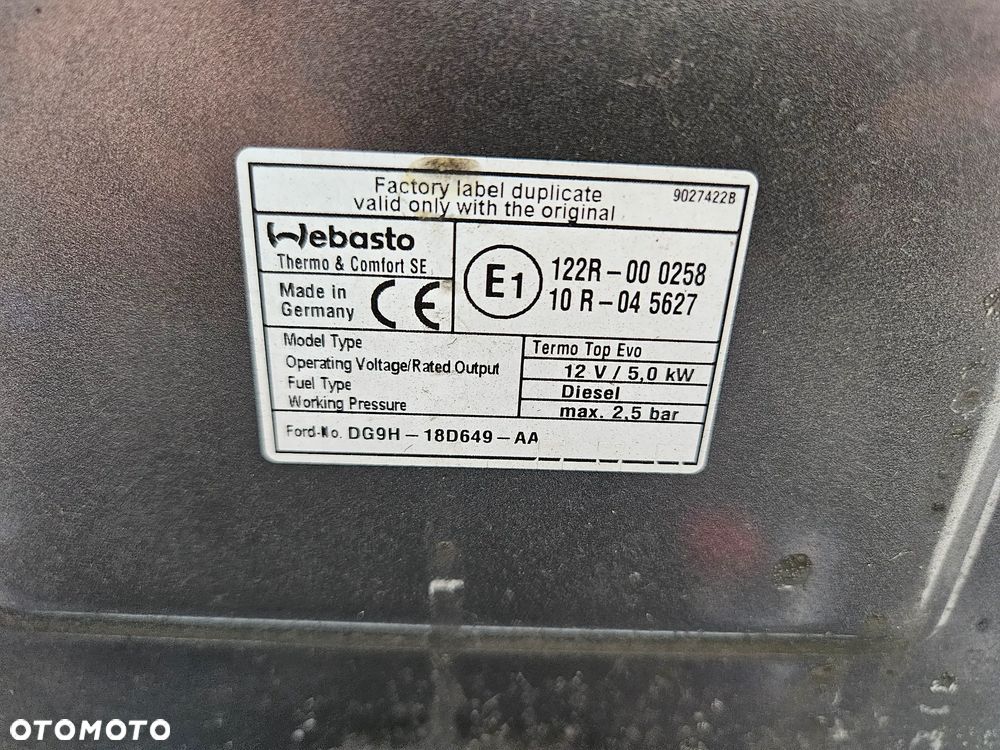 Factory label duplicate
valid only with the original
9027422B
Webasto
Thermo & Comfort SE
Made in
Germany
CE
E1
122R-00 0258
10 R-04 5627
Model Type
Termo Top Evo
Operating Voltage/Rated Output
12 V / 5,0 kW
Fuel Type
Diesel
Working Pressure
max. 2,5 bar
Ford-No. DG9H-18D649-AA
OTOMOTO